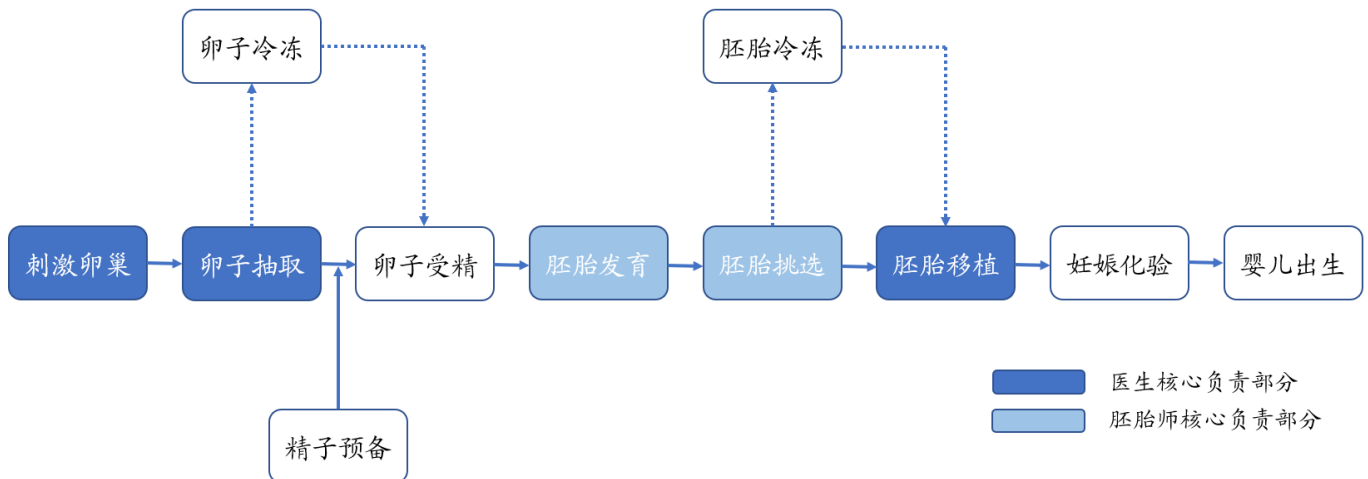 卵子冷冻
胚胎冷冻
刺激卵巢
卵子抽取
卵子受精
胚胎发育
胚胎挑选
胚胎移植
妊娠化验
婴儿出生
精子预备
医生核心负责部分
胚胎师核心负责部分